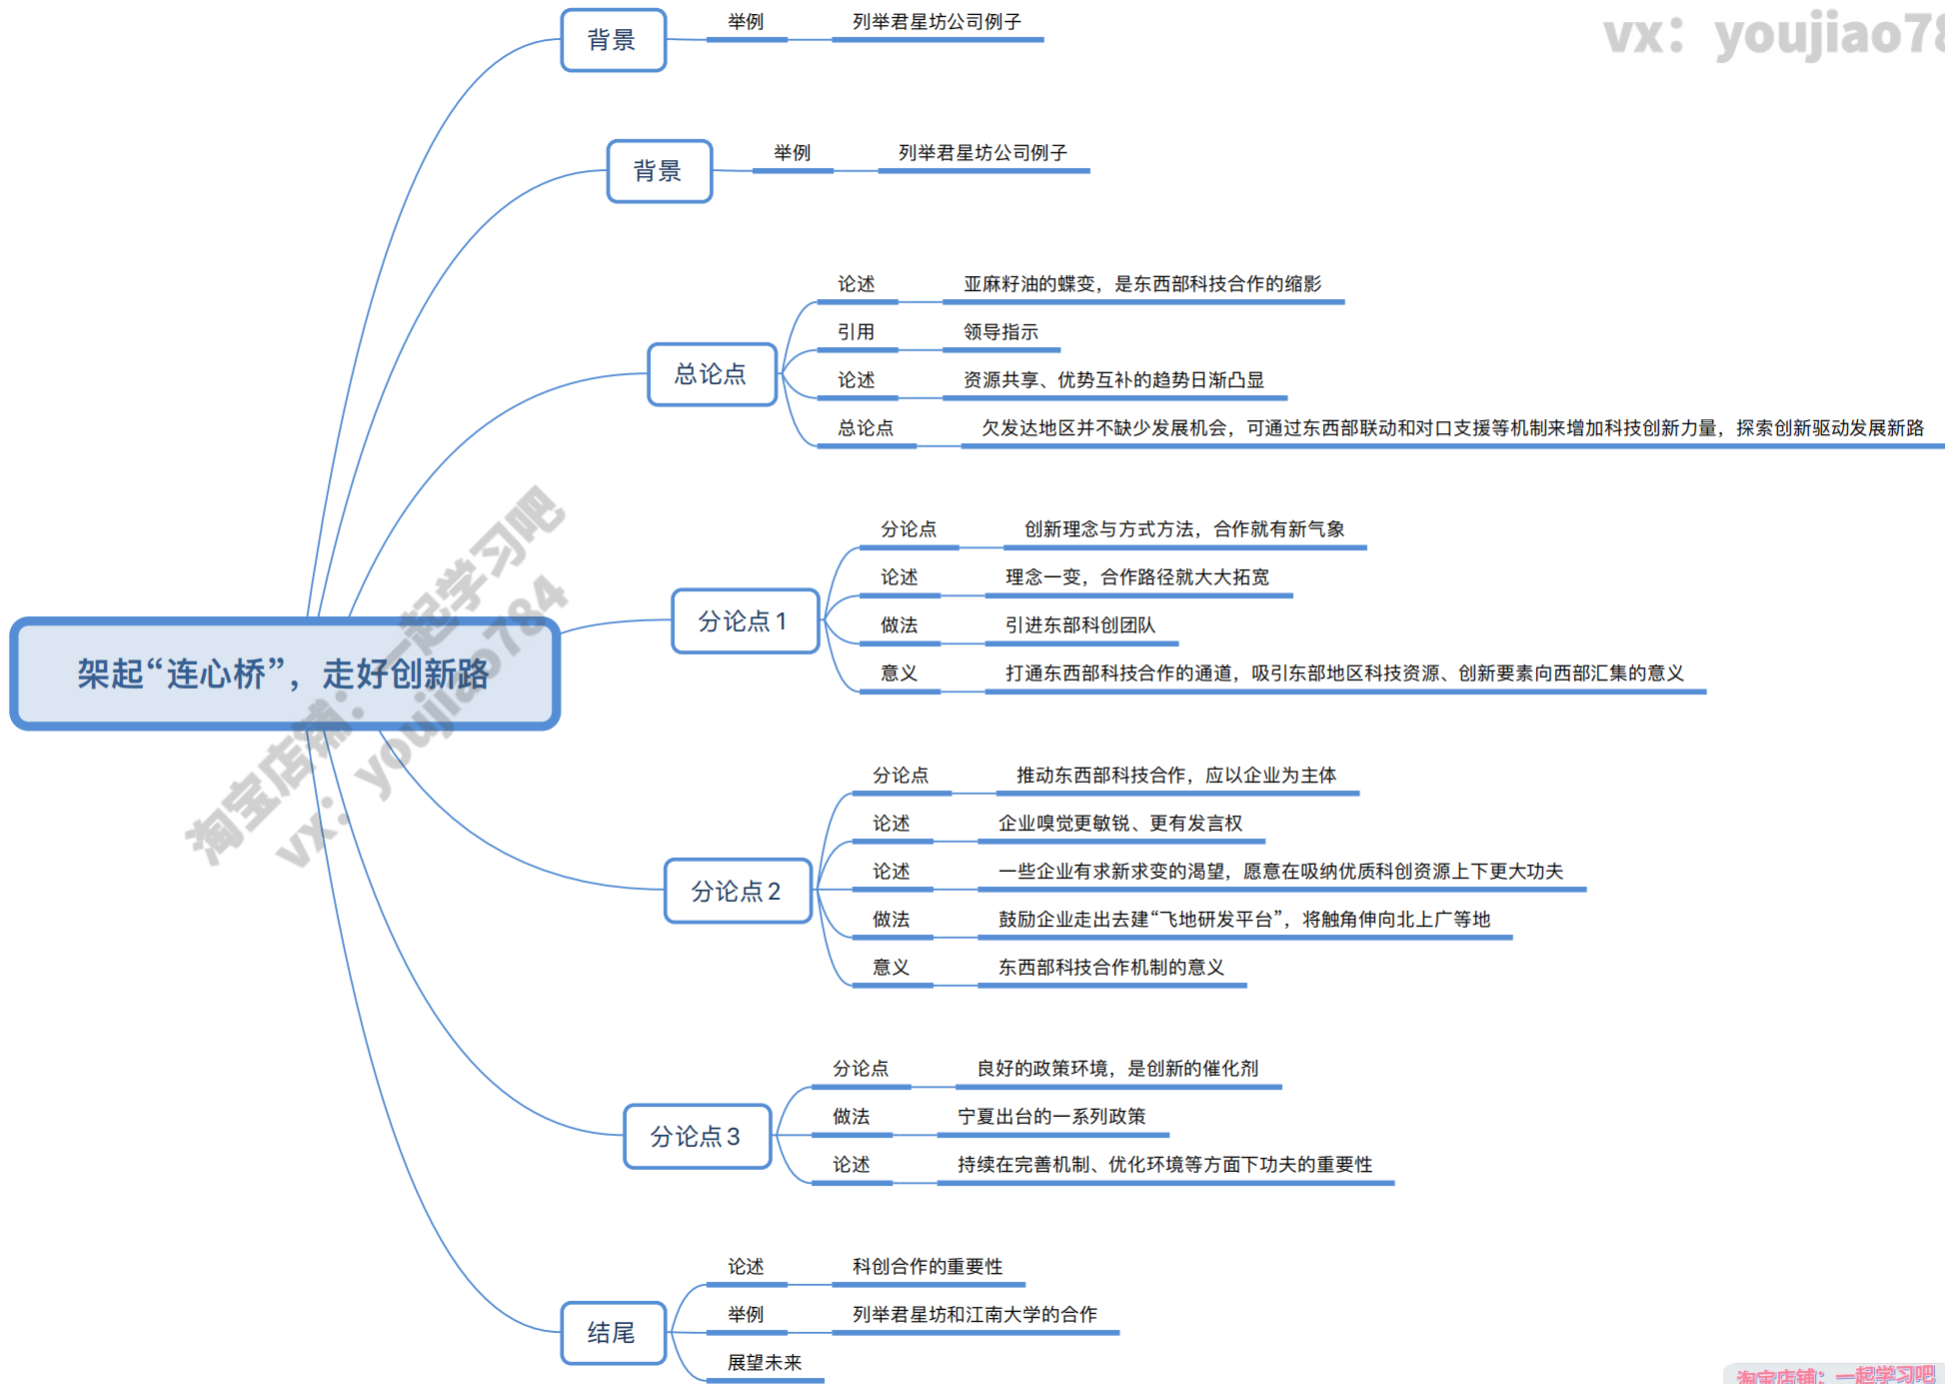 背景
举例
列举君星坊公司例子
vx：youjiao78
背景
举例
列举君星坊公司例子
总论点
论述
亚麻籽油的蝶变，是东西部科技合作的缩影
引用
领导指示
论述
资源共享、优势互补的趋势日渐凸显
总论点
欠发达地区并不缺少发展机会，可通过东西部联动和对口支援等机制来增加科技创新力量，探索创新驱动发展新路
架起“连心桥”，走好创新路
淘宝店铺：一起学习吧
vx：youjiao784
分论点1
分论点
创新理念与方式方法，合作就有新气象
论述
理念一变，合作路径就大大拓宽
做法
引进东部科创团队
意义
打通东西部科技合作的通道，吸引东部地区科技资源、创新要素向西部汇集的意义
分论点2
分论点
推动东西部科技合作，应以企业为主体
论述
企业嗅觉更敏锐、更有发言权
论述
一些企业有求新求变的渴望，愿意在吸纳优质科创资源上下更大功夫
做法
鼓励企业走出去建“飞地研发平台”，将触角伸向北上广等地
意义
东西部科技合作机制的意义
分论点3
分论点
良好的政策环境，是创新的催化剂
做法
宁夏出台的一系列政策
论述
持续在完善机制、优化环境等方面下功夫的重要性
结尾
论述
科创合作的重要性
举例
列举君星坊和江南大学的合作
展望未来
淘宝店铺：一起学习吧